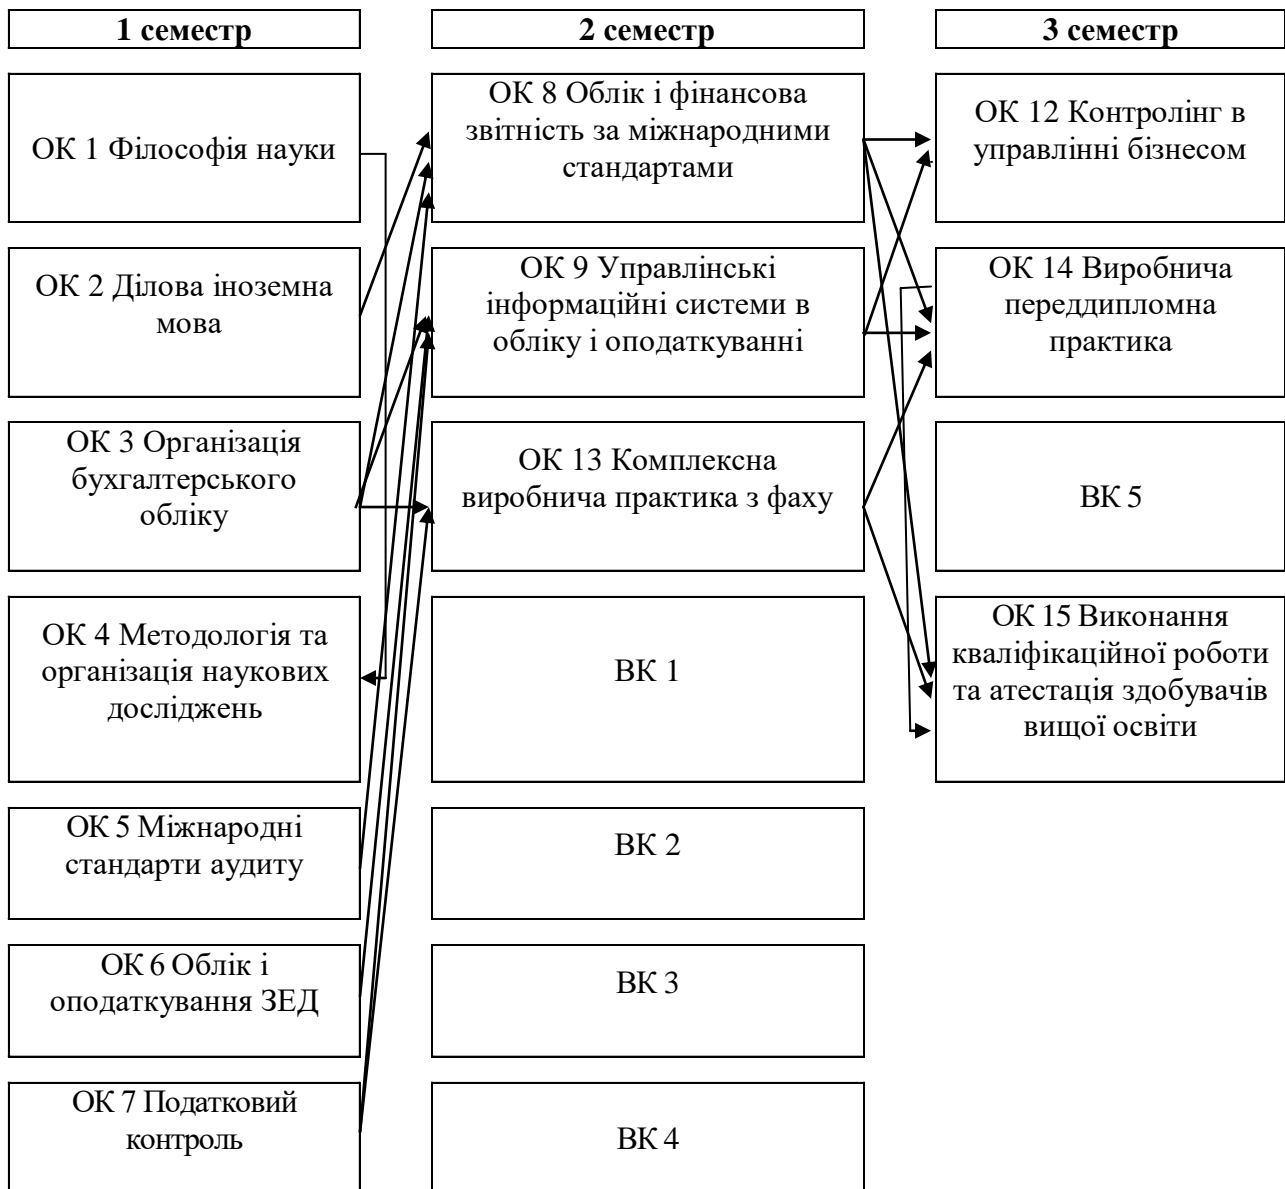 1 семестр
2 семестр
3 семестр
ОК 1 Філософія науки
ОК 2 Ділова іноземна
мова
ОК 3 Організація
бухгалтерського
обліку
ОК 4 Методологія та
організація наукових
досліджень
ОК 5 Міжнародні
стандарти аудиту
ОК 6 Облік і
оподаткування ЗЕД
ОК 7 Податковий
контроль
ОК 8 Облік і фінансова
звітність за міжнародними
стандартами
ОК 9 Управлінські
інформаційні системи в
обліку і оподаткуванні
ОК 13 Комплексна
виробнича практика з фаху
ВК 1
ВК 2
ВК 3
ВК 4
ОК 12 Контролінг в
управлінні бізнесом
ОК 14 Виробнича
переддипломна
практика
ВК 5
ОК 15 Виконання
кваліфікаційної роботи
та атестація здобувачів
вищої освіти